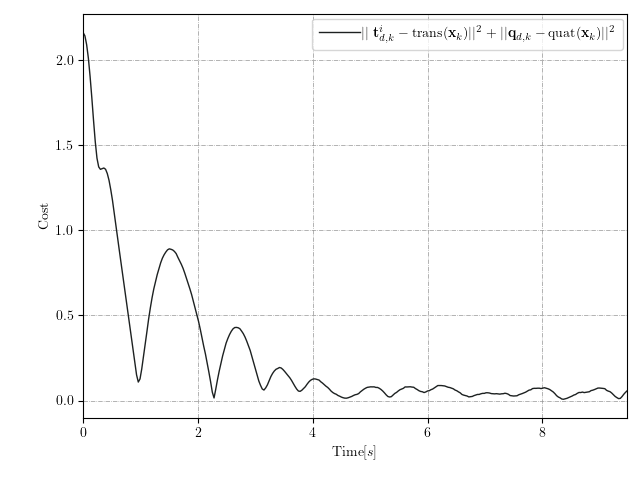 || t^i_{d,k} − trans(x_k)||^2 + ||q_{d,k} − quat(x_k)||^2
2.0
1.5
1.0
0.5
0.0
Cost
0 2 4 6 8
Time[s]